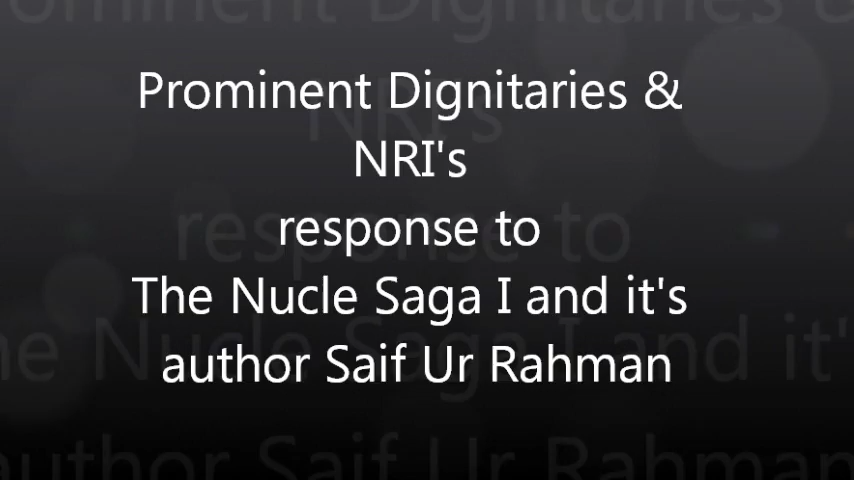 Prominent Dignitaries &
NRI's
response to
The Nucle Saga I and it's
author Saif Ur Rahman